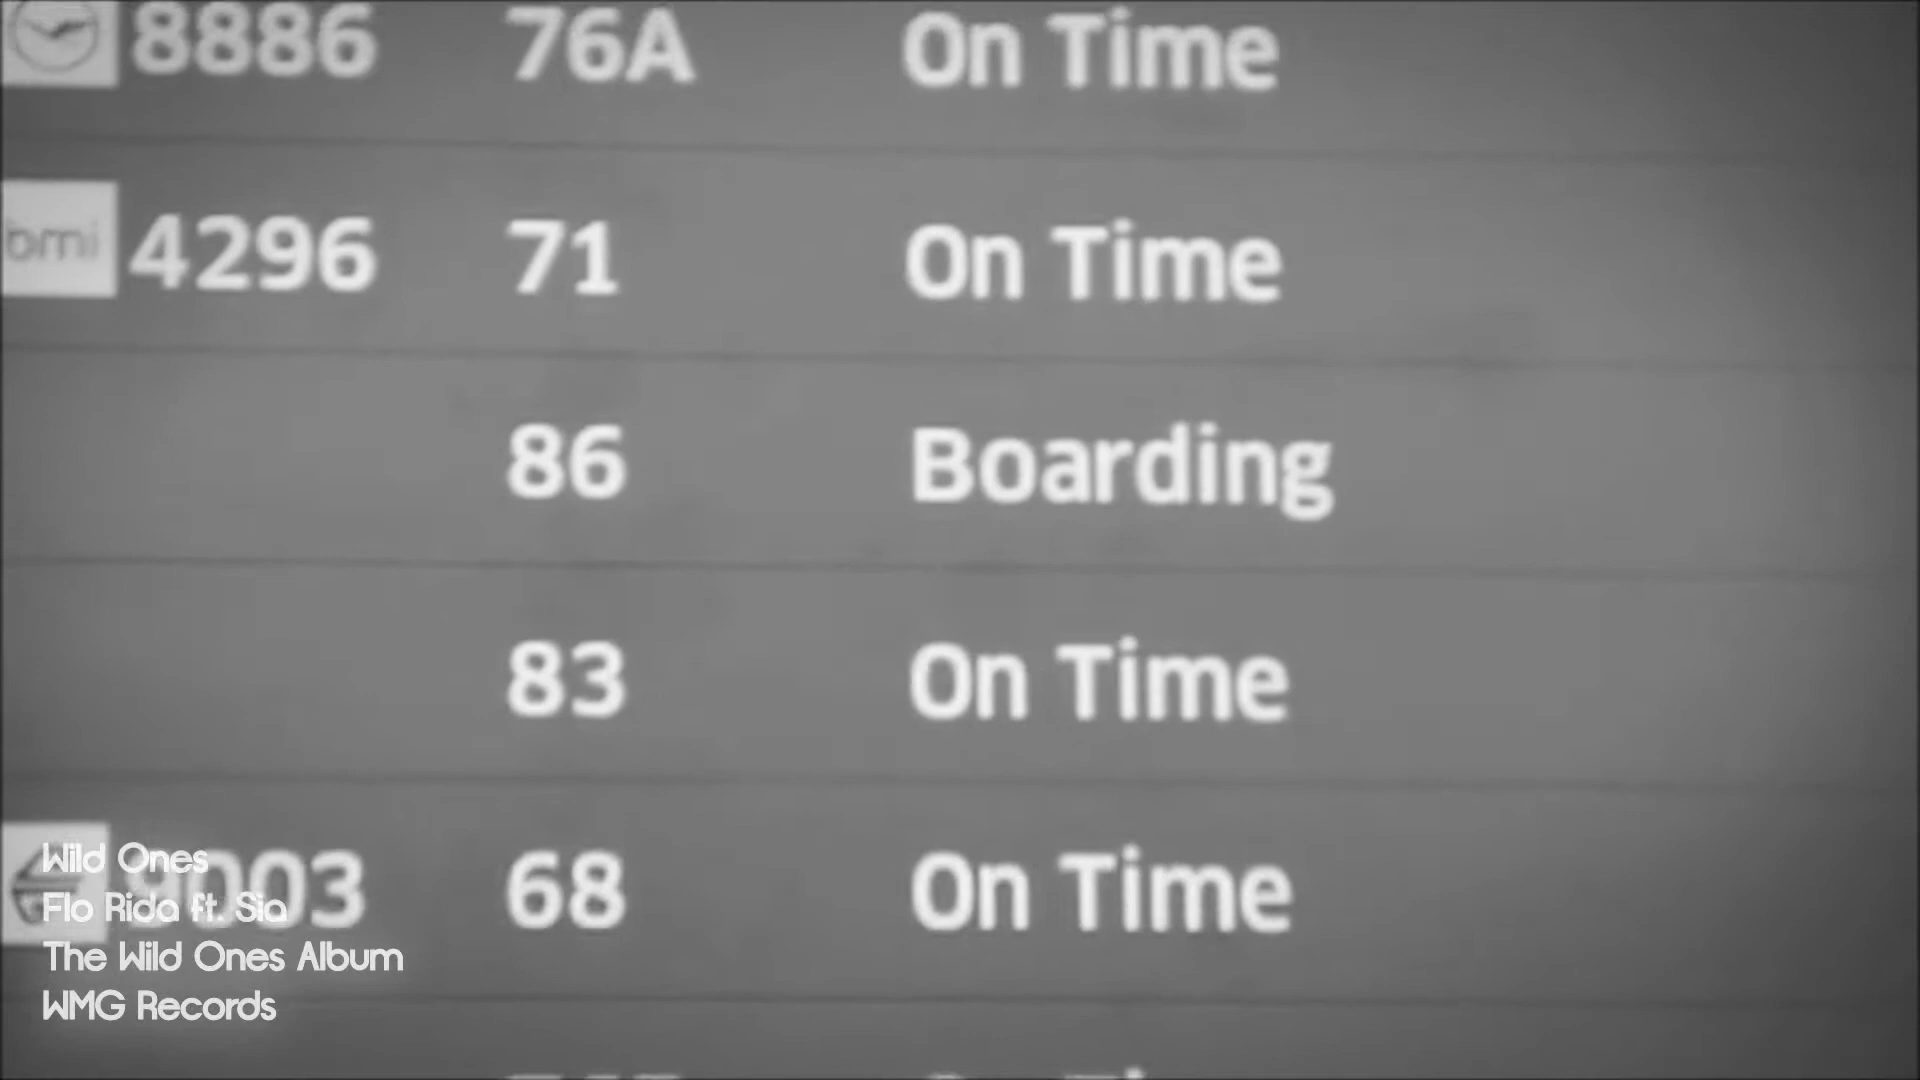 8886 76A On Time
bmi 4296 71 On Time
86 Boarding
83 On Time
9003 68 On Time
Wild Ones
Flo Rida ft. Sia
The Wild Ones Album
WMG Records